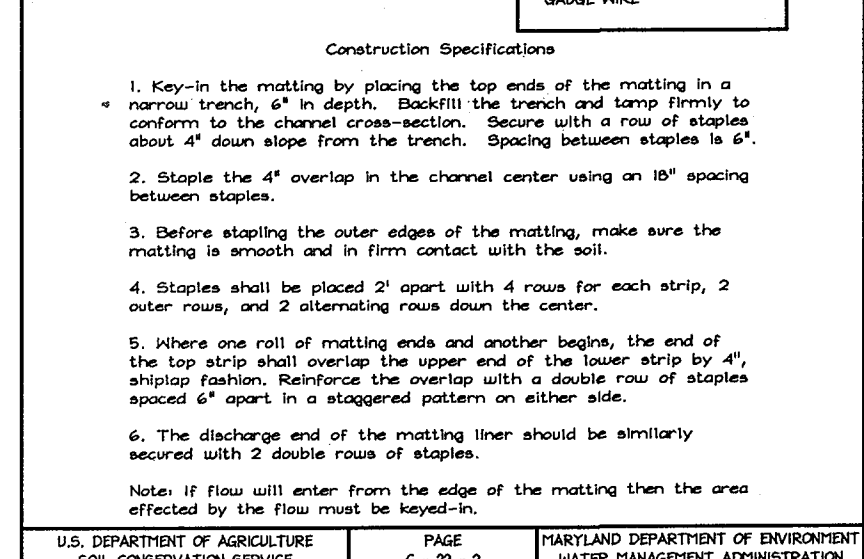 GAUGE WIRE
Construction Specifications
1. Key-in the matting by placing the top ends of the matting in a
narrow trench, 6" in depth. Backfill the trench and tamp firmly to
conform to the channel cross-section. Secure with a row of staples
about 4" down slope from the trench. Spacing between staples is 6".
2. Staple the 4" overlap in the channel center using an 18" spacing
between staples.
3. Before stapling the outer edges of the matting, make sure the
matting is smooth and in firm contact with the soil.
4. Staples shall be placed 2' apart with 4 rows for each strip, 2
outer rows, and 2 alternating rows down the center.
5. Where one roll of matting ends and another begins, the end of
the top strip shall overlap the upper end of the lower strip by 4",
shiplap fashion. Reinforce the overlap with a double row of staples
spaced 6" apart in a staggered pattern on either side.
6. The discharge end of the matting liner should be similarly
secured with 2 double rows of staples.
Note: If flow will enter from the edge of the matting then the area
effected by the flow must be keyed-in.
U.S. DEPARTMENT OF AGRICULTURE
SOIL CONSERVATION SERVICE
PAGE
MARYLAND DEPARTMENT OF ENVIRONMENT
WATER MANAGEMENT ADMINISTRATION